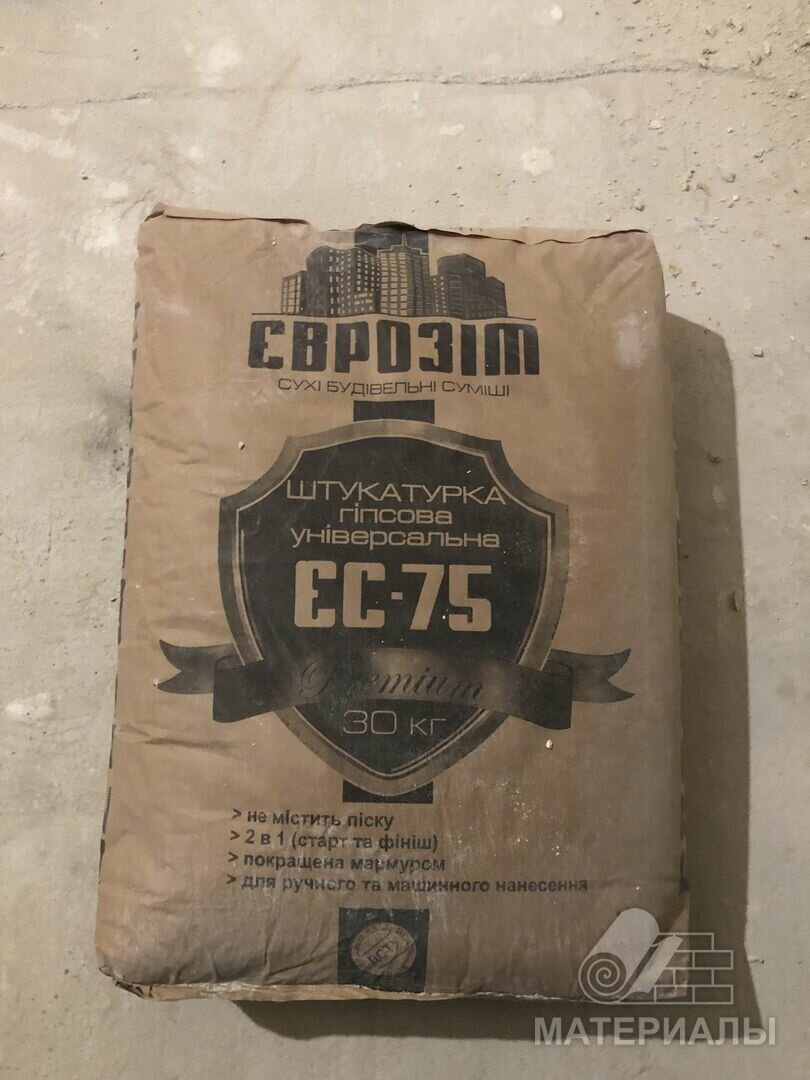 ЄВРОЗІТ
СУХІ БУДІВЕЛЬНІ СУМІШІ
ШТУКАТУРКА
гіпсова
універсальна
ЄС-75
Premium
30 КГ
> не містить піску
> 2 в 1 (старт та фініш)
> покращена мармуром
> для ручного та машинного нанесення
ДСТУ
МАТЕРИАЛЫ